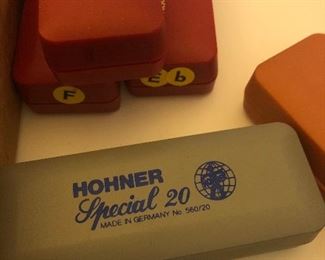 F
Eb
HOHNER
Special 20
MADE IN GERMANY No 560/20